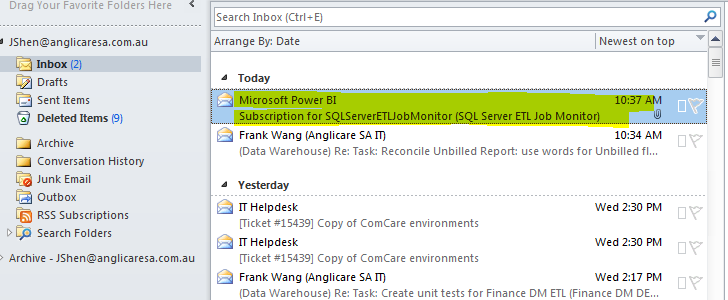 Drag Your Favorite Folders Here
JShen@anglicaresa.com.au
Inbox (2)
Drafts
Sent Items
Deleted Items (9)
Archive
Conversation History
Junk Email
Outbox
RSS Subscriptions
Search Folders
Archive - JShen@anglicaresa.com.au
Search Inbox (Ctrl+E)
Arrange By: Date Newest on top
Today
Microsoft Power BI 10:37 AM
Subscription for SQLServerETLJobMonitor (SQL Server ETL Job Monitor)
Frank Wang (Anglicare SA IT) 10:34 AM
(Data Warehouse) Re: Task: Reconcile Unbilled Report: use words for Unbilled fl...
Yesterday
IT Helpdesk Wed 2:30 PM
[Ticket #15439] Copy of ComCare environments
IT Helpdesk Wed 2:30 PM
[Ticket #15439] Copy of ComCare environments
Frank Wang (Anglicare SA IT) Wed 2:17 PM
(Data Warehouse) Re: Task: Create unit tests for Finance DM ETL (Finance DM DE...